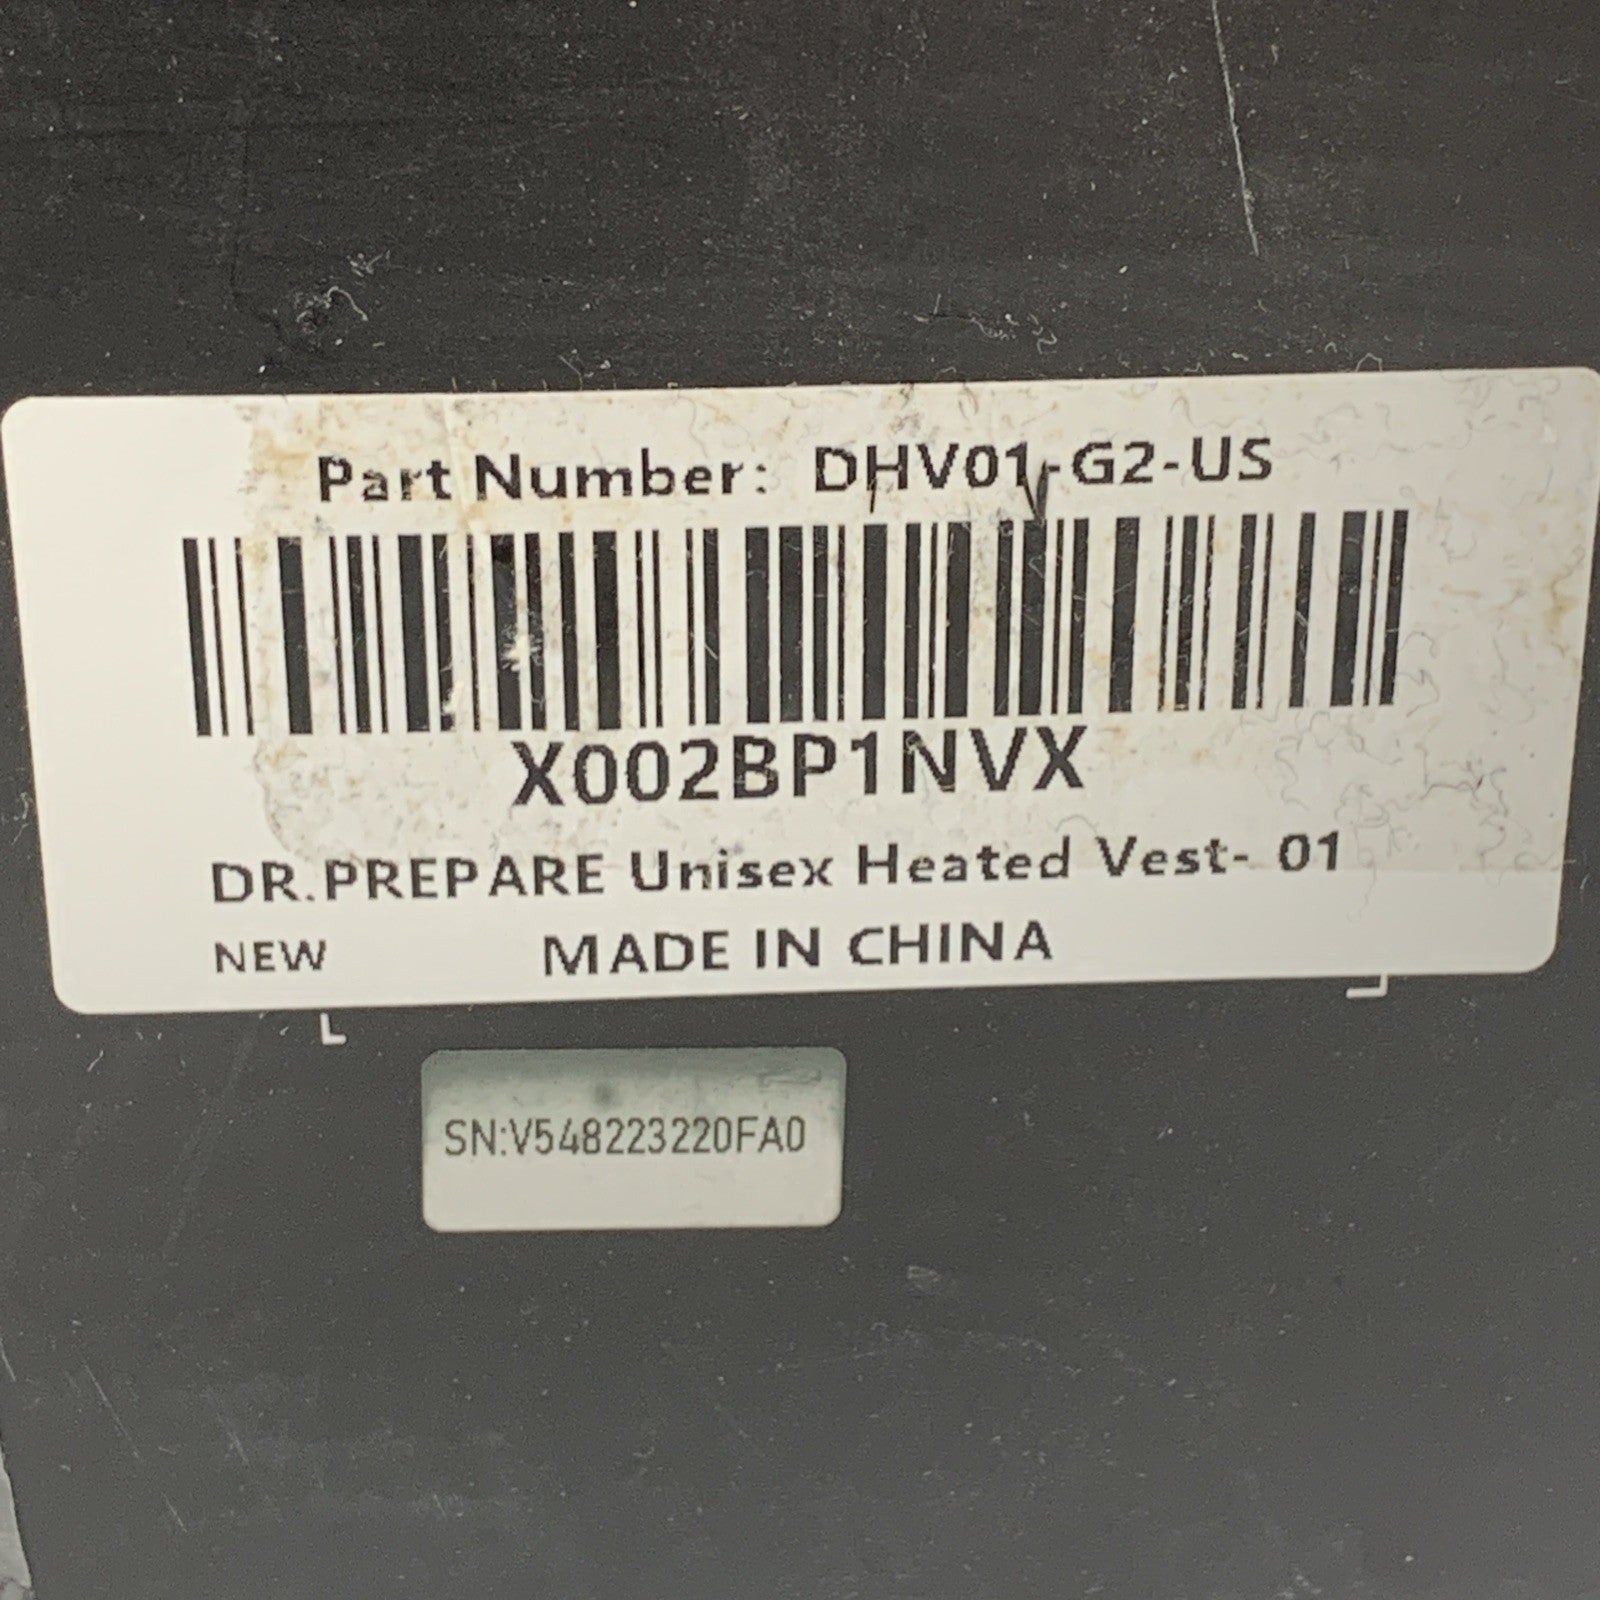 Part Number: DHV01-G2-US
X002BP1NVX
DR.PREPARE Unisex Heated Vest- 01
NEW MADE IN CHINA
SN:V548223220FA0